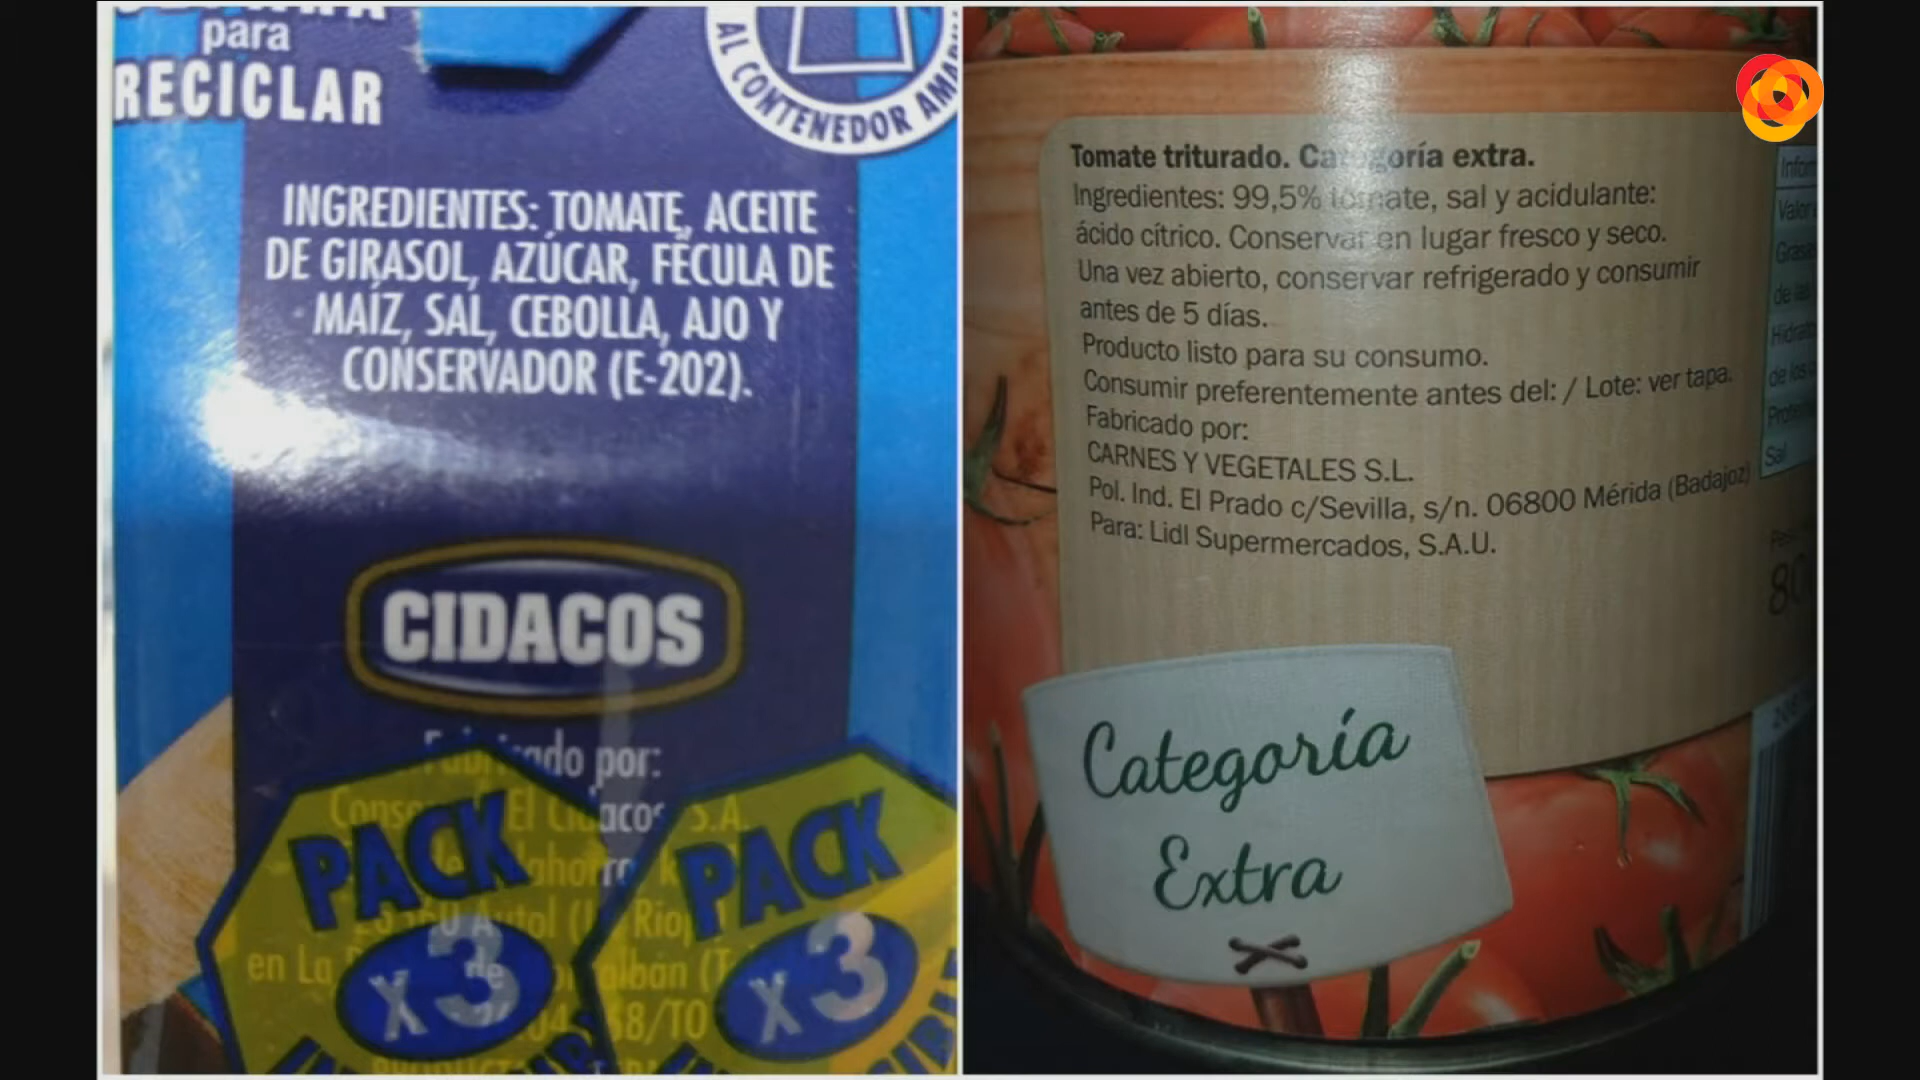 para
RECICLAR
AL CONTENEDOR
INGREDIENTES: TOMATE, ACEITE
DE GIRASOL, AZÚCAR, FÉCULA DE
MAÍZ, SAL, CEBOLLA, AJO Y
CONSERVADOR (E-202).
CIDACOS
por:
El
S.A.
en La
PACK
x3
PACK
x3
Tomate triturado. Categoría extra.
Ingredientes: 99,5% tomate, sal y acidulante:
ácido cítrico. Conservar en lugar fresco y seco.
Una vez abierto, conservar refrigerado y consumir
antes de 5 días.
Producto listo para su consumo.
Consumir preferentemente antes del: / Lote: ver tapa.
Fabricado por:
CARNES Y VEGETALES S.L.
Pol. Ind. El Prado c/Sevilla, s/n. 06800 Mérida (Badajoz)
Para: Lidl Supermercados, S.A.U.
Sal
Categoría
Extra